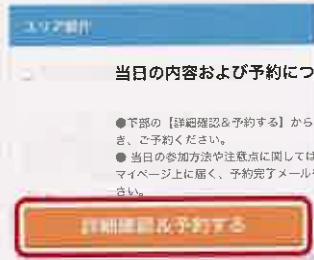 エリア制作
当日の内容および予約につ
●下部の【詳細確認&予約する】から
き、ご予約ください。
● 当日の参加方法や注意点に関しては
マイページ上に届く、予約完了メールを
さい。
詳細確認&予約する